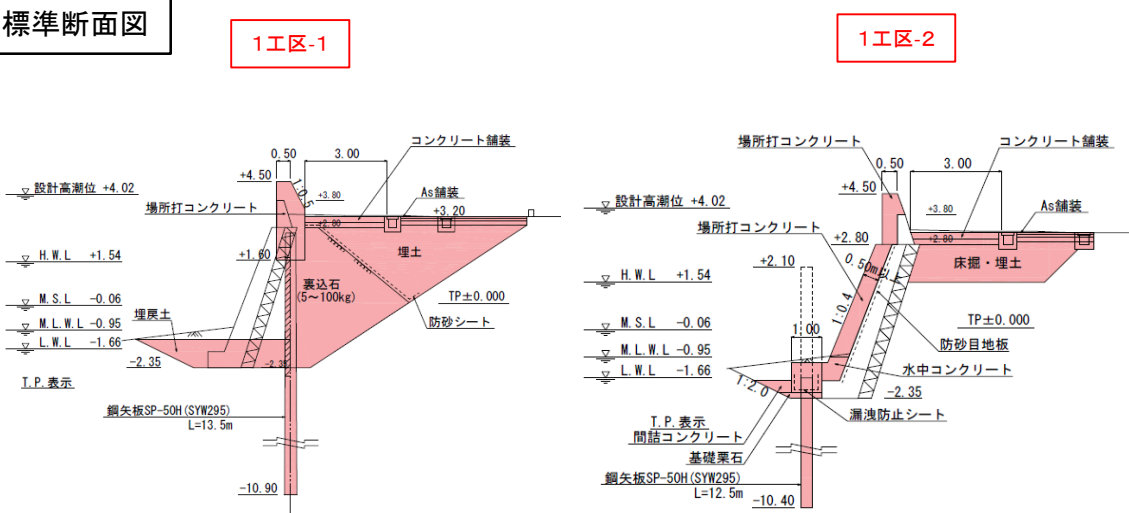 標準断面図
1工区-1
1工区-2
コンクリート舗装
0.50
3.00
+4.50
1:0.5
設計高潮位 +4.02
+3.80
As舗装
場所打コンクリート
+3.20
+2.80
H.W.L +1.54
+1.60
埋土
裏込石
(5~100kg)
M.S.L -0.06
TP±0.000
埋戻土
M.L.W.L -0.95
防砂シート
L.W.L -1.66
-2.35
-2.35
T.P.表示
鋼矢板SP-50H(SYW295)
L=13.5m
-10.90
場所打コンクリート
コンクリート舗装
0.50
3.00
+4.50
設計高潮位 +4.02
+3.80
As舗装
場所打コンクリート
+2.80
+2.80
+2.10
0.50m
床掘・埋土
H.W.L +1.54
1:0.4
M.S.L -0.06
1.00
TP±0.000
M.L.W.L -0.95
防砂目地板
L.W.L -1.66
水中コンクリート
1:2.0
-2.35
漏洩防止シート
T.P.表示
間詰コンクリート
基礎栗石
鋼矢板SP-50H(SYW295)
L=12.5m
-10.40